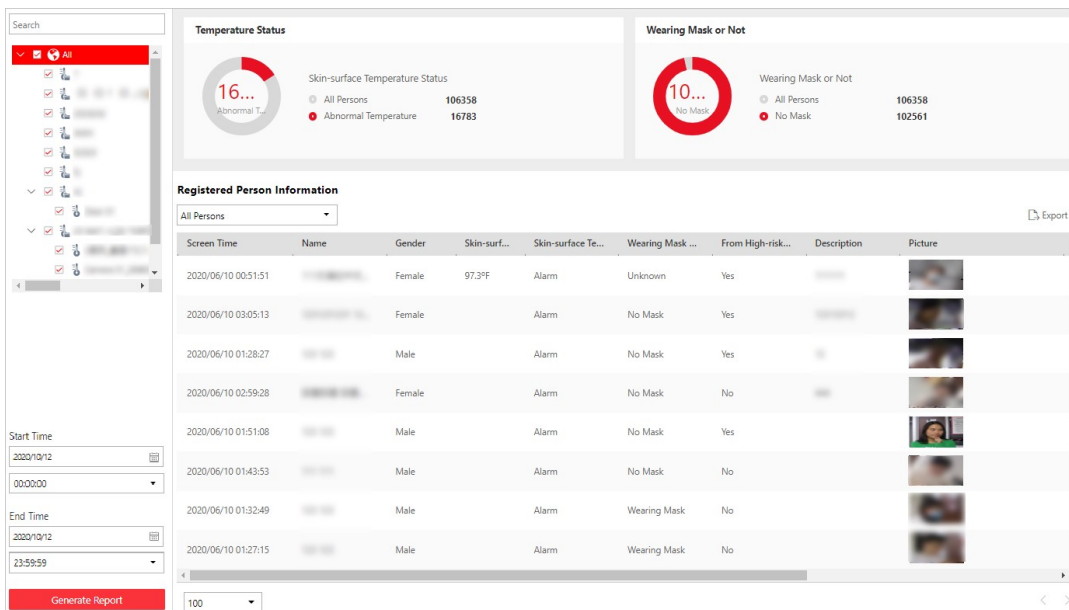 Search
All
Start Time
2020/10/12
00:00:00
End Time
2020/10/12
23:59:59
Generate Report
Temperature Status
16...
Abnormal T...
Skin-surface Temperature Status
All Persons 106358
Abnormal Temperature 16783
Wearing Mask or Not
10...
No Mask
Wearing Mask or Not
All Persons 106358
No Mask 102561
Registered Person Information
All Persons
Export
Screen Time Name Gender Skin-surf... Skin-surface Te... Wearing Mask ... From High-risk... Description Picture
2020/06/10 00:51:51 Female 97.3°F Alarm Unknown Yes
2020/06/10 03:05:13 Female Alarm No Mask Yes
2020/06/10 01:28:27 Male Alarm No Mask Yes
2020/06/10 02:59:28 Female Alarm No Mask No
2020/06/10 01:51:08 Male Alarm No Mask Yes
2020/06/10 01:43:53 Male Alarm No Mask No
2020/06/10 01:32:49 Male Alarm Wearing Mask No
2020/06/10 01:27:15 Male Alarm Wearing Mask No
100